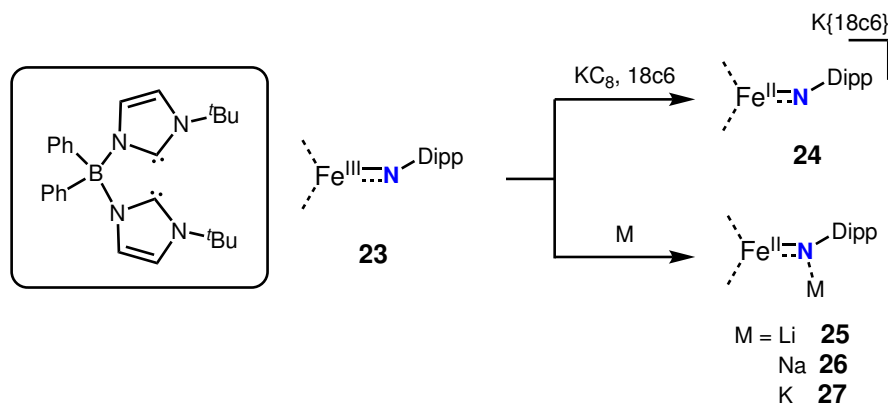 K{18c6}
KC8, 18c6
FeII N Dipp
24
Ph
Ph
B
N
N
tBu
N
N
tBu
FeIII N Dipp
23
M
FeII N Dipp
M
M = Li 25
Na 26
K 27